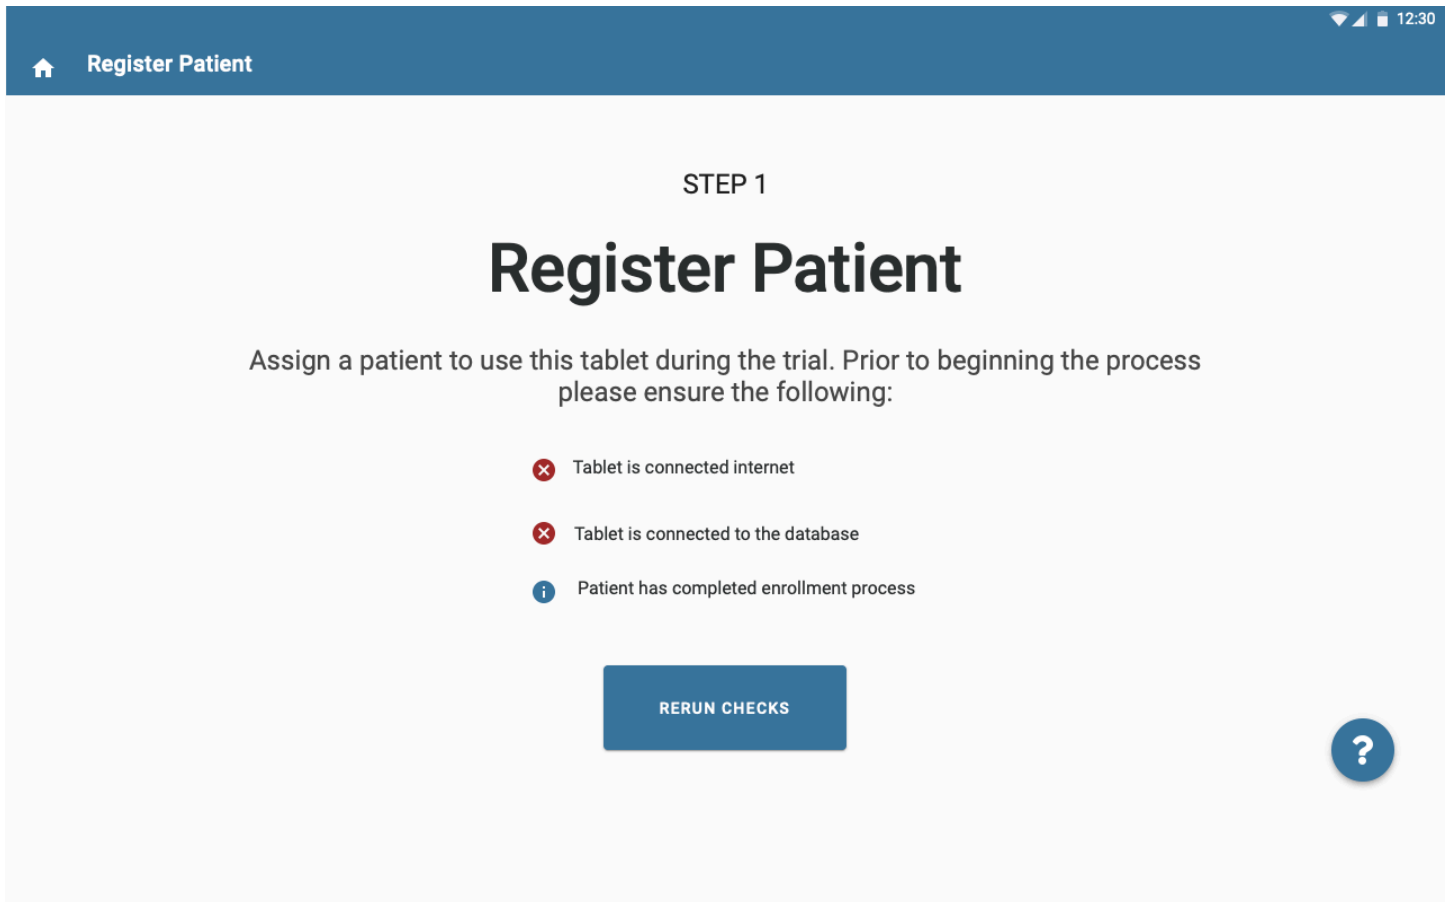 12:30
Register Patient
STEP 1
Register Patient
Assign a patient to use this tablet during the trial. Prior to beginning the process
please ensure the following:
Tablet is connected internet
Tablet is connected to the database
Patient has completed enrollment process
RERUN CHECKS
?